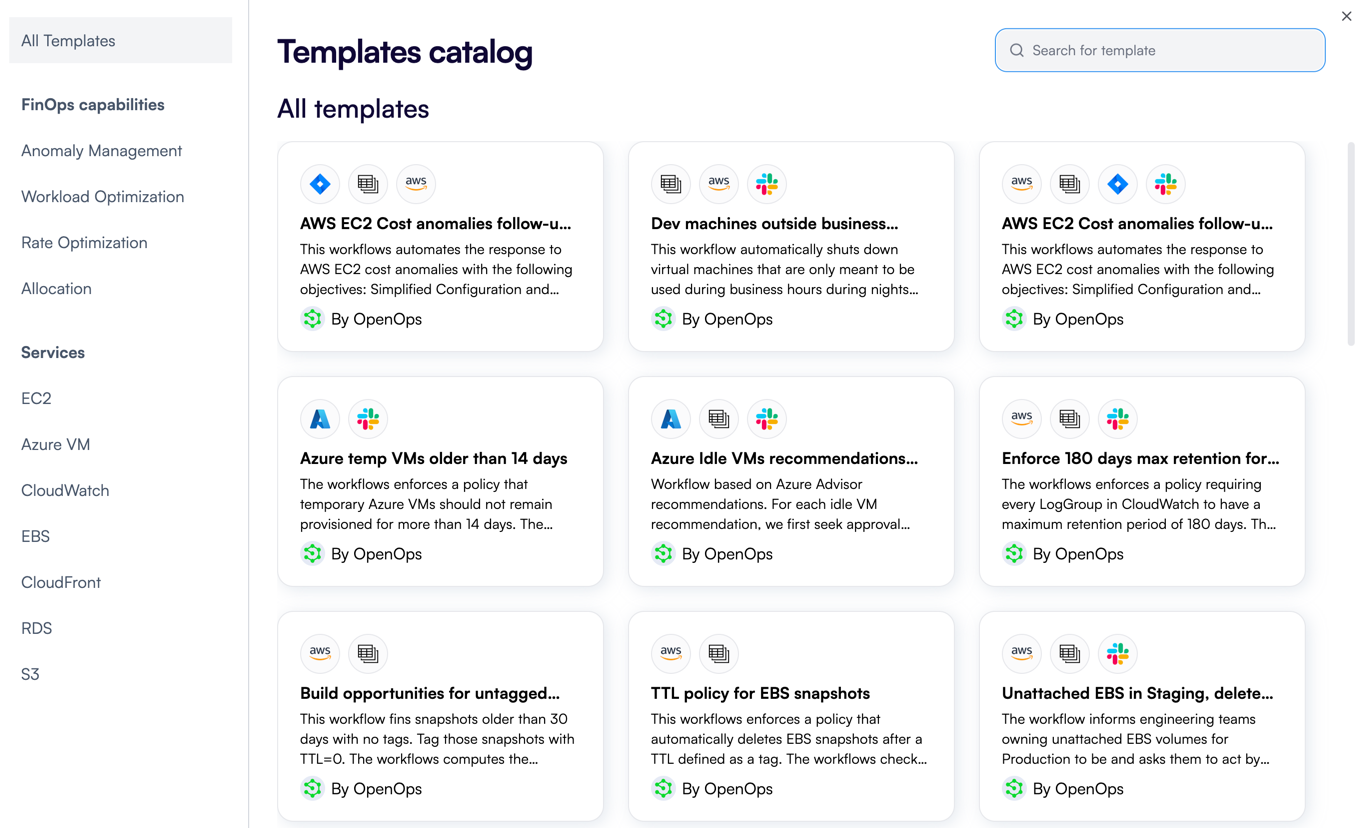 All Templates
FinOps capabilities
Anomaly Management
Workload Optimization
Rate Optimization
Allocation
Services
EC2
Azure VM
CloudWatch
EBS
CloudFront
RDS
S3
Templates catalog
Search for template
All templates
aws
AWS EC2 Cost anomalies follow-u...
This workflows automates the response to
AWS EC2 cost anomalies with the following
objectives: Simplified Configuration and...
By OpenOps
aws
Dev machines outside business...
This workflow automatically shuts down
virtual machines that are only meant to be
used during business hours during nights...
By OpenOps
aws
AWS EC2 Cost anomalies follow-u...
This workflows automates the response to
AWS EC2 cost anomalies with the following
objectives: Simplified Configuration and...
By OpenOps
Azure temp VMs older than 14 days
The workflows enforces a policy that
temporary Azure VMs should not remain
provisioned for more than 14 days. The...
By OpenOps
Azure Idle VMs recommendations...
Workflow based on Azure Advisor
recommendations. For each idle VM
recommendation, we first seek approval...
By OpenOps
aws
Enforce 180 days max retention for...
The workflows enforces a policy requiring
every LogGroup in CloudWatch to have a
maximum retention period of 180 days. Th...
By OpenOps
aws
Build opportunities for untagged...
This workflow fins snapshots older than 30
days with no tags. Tag those snapshots with
TTL=0. The workflows computes the...
By OpenOps
aws
TTL policy for EBS snapshots
This workflows enforces a policy that
automatically deletes EBS snapshots after a
TTL defined as a tag. The workflows check...
By OpenOps
aws
Unattached EBS in Staging, delete...
The workflow informs engineering teams
owning unattached EBS volumes for
Production to be and asks them to act by...
By OpenOps